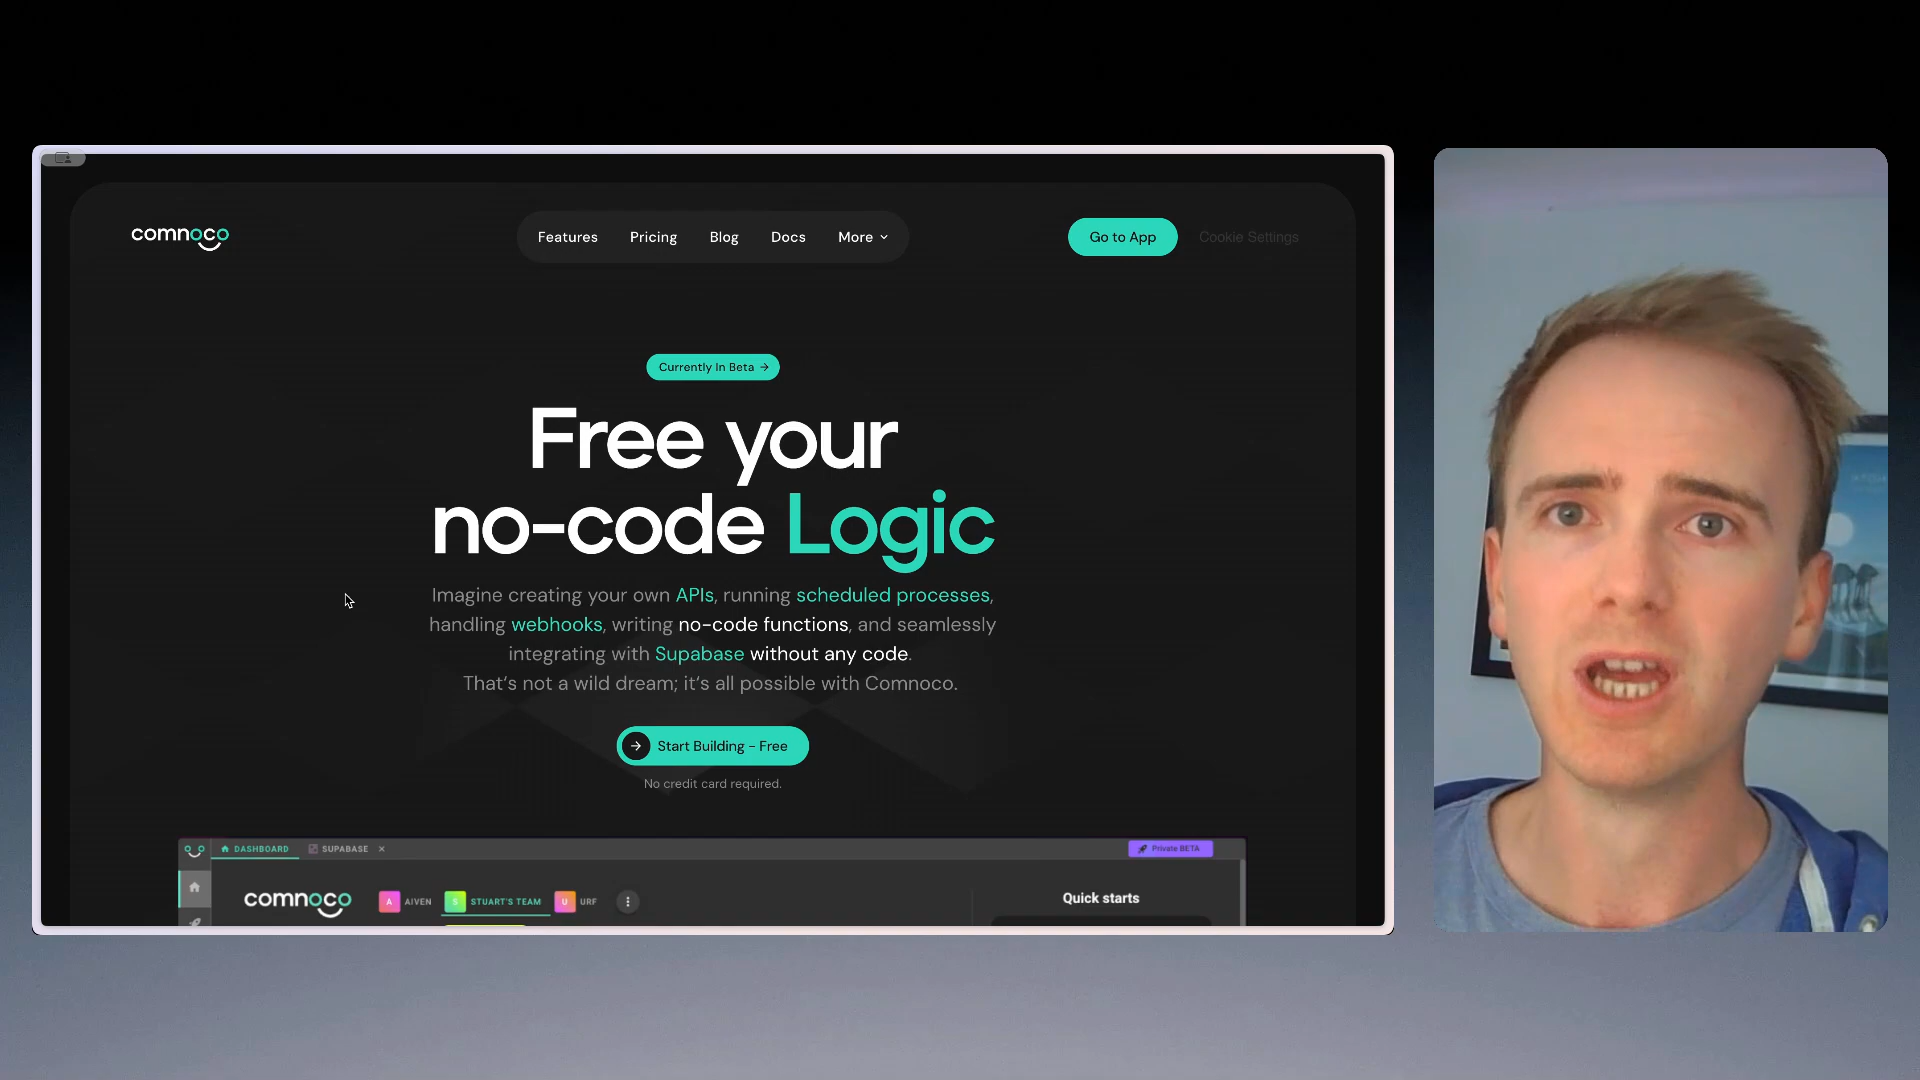 comnoco
Features
Pricing
Blog
Docs
More
Go to App
Cookie Settings
Currently In Beta →
Free your
no-code Logic
Imagine creating your own APIs, running scheduled processes,
handling webhooks, writing no-code functions, and seamlessly
integrating with Supabase without any code.
That's not a wild dream; it's all possible with Comnoco.
→ Start Building - Free
No credit card required.
DASHBOARD
SUPABASE ×
Private BETA
comnoco
A AIVEN
S STUART'S TEAM
U URF
Quick starts